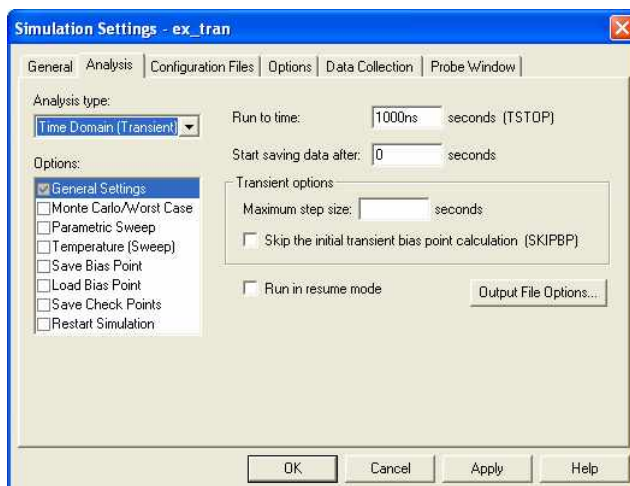 Simulation Settings - ex_tran
General Analysis Configuration Files Options Data Collection Probe Window
Analysis type:
Time Domain (Transient)
Options:
General Settings
Monte Carlo/Worst Case
Parametric Sweep
Temperature (Sweep)
Save Bias Point
Load Bias Point
Save Check Points
Restart Simulation
Run to time: 1000ns seconds (TSTOP)
Start saving data after: 0 seconds
Transient options
Maximum step size: seconds
Skip the initial transient bias point calculation (SKIPBP)
Run in resume mode
Output File Options...
OK Cancel Apply Help